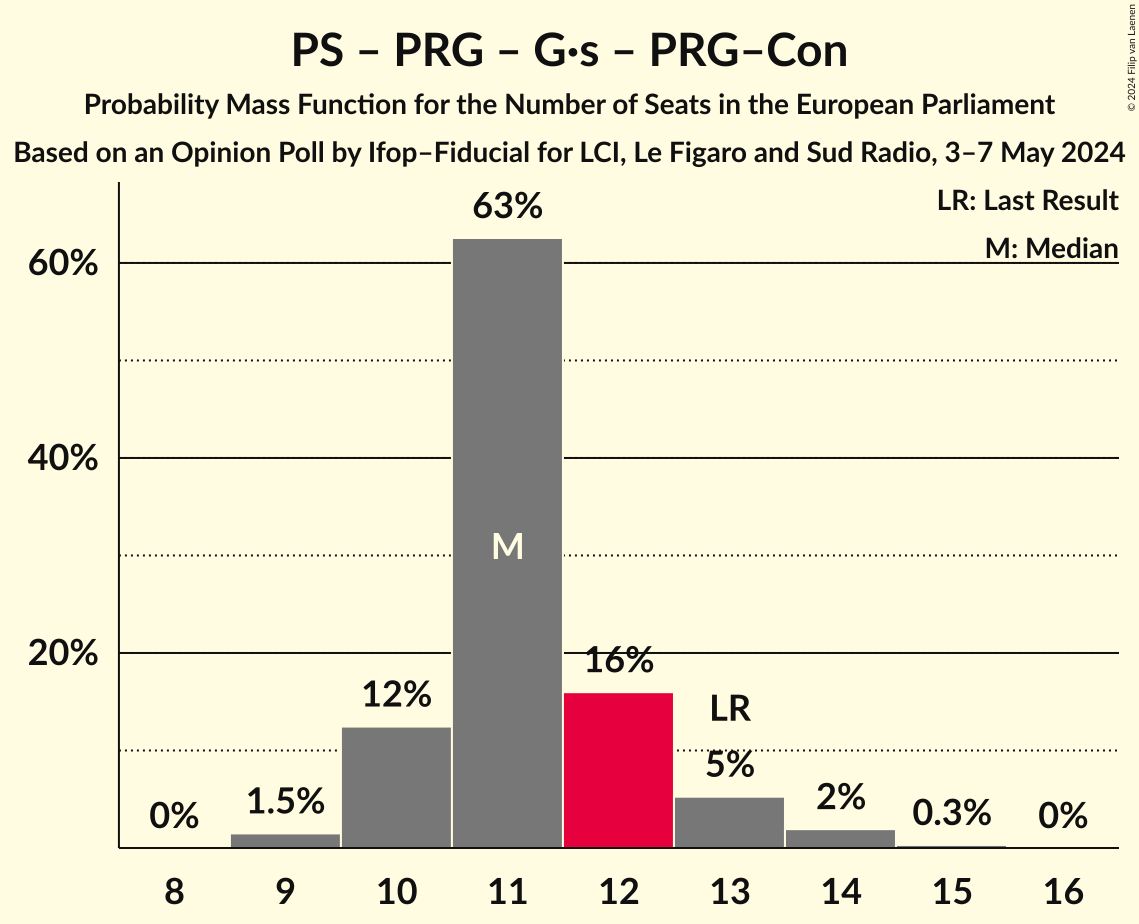 PS – PRG – G·s – PRG–Con
Probability Mass Function for the Number of Seats in the European Parliament
Based on an Opinion Poll by Ifop–Fiducial for LCI, Le Figaro and Sud Radio, 3–7 May 2024
© 2024 Filip van Laenen
LR: Last Result
M: Median
63%
60%
40%
M
20%
16%
12%
LR
5%
0%
1.5%
2%
0.3%
0%
8 9 10 11 12 13 14 15 16